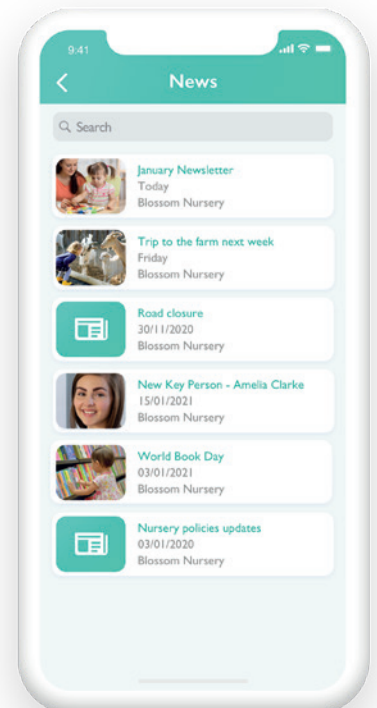 9:41
News
Search
January Newsletter
Today
Blossom Nursery
Trip to the farm next week
Friday
Blossom Nursery
Road closure
30/11/2020
Blossom Nursery
New Key Person - Amelia Clarke
15/01/2021
Blossom Nursery
World Book Day
03/01/2021
Blossom Nursery
Nursery policies updates
03/01/2020
Blossom Nursery